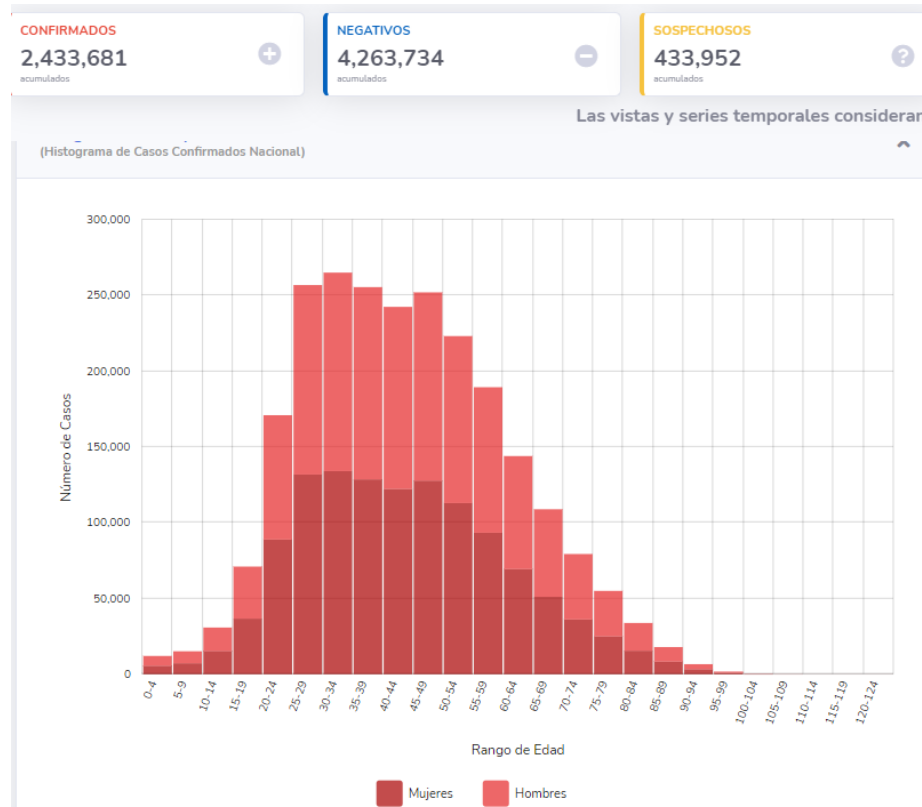 CONFIRMADOS
2,433,681
acumulados
NEGATIVOS
4,263,734
acumulados
SOSPECHOSOS
433,952
acumulados
Las vistas y series temporales consideran
(Histograma de Casos Confirmados Nacional)
300,000
250,000
200,000
150,000
100,000
50,000
0
Número de Casos
0-4
5-9
10-14
15-19
20-24
25-29
30-34
35-39
40-44
45-49
50-54
55-59
60-64
65-69
70-74
75-79
80-84
85-89
90-94
95-99
100-104
105-109
110-114
115-119
120-124
Rango de Edad
Mujeres
Hombres